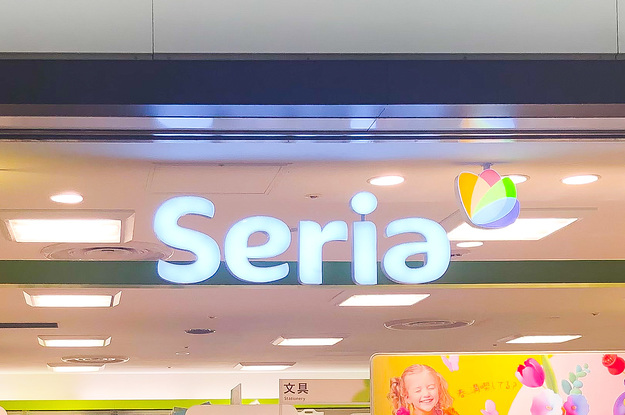 Seria
文具
Stationery